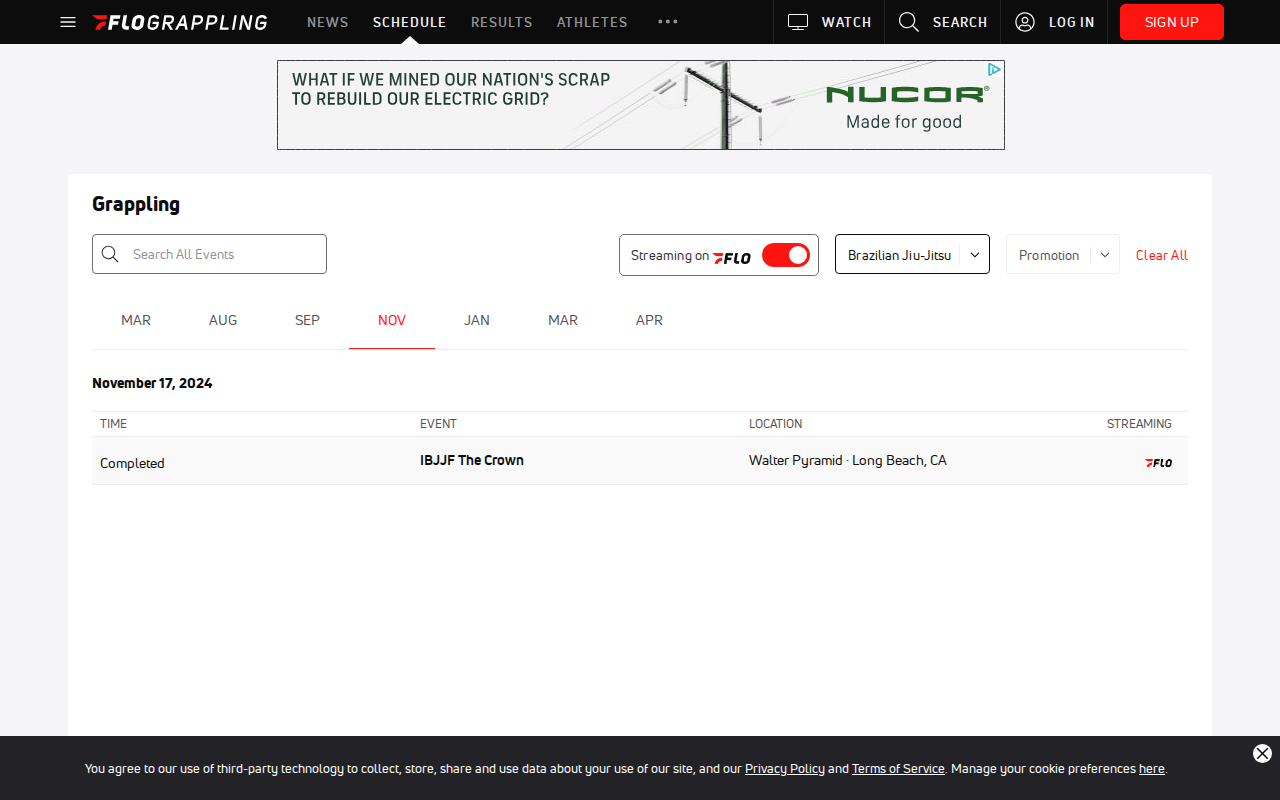 FLOGRAPPLING NEWS SCHEDULE RESULTS ATHLETES WATCH SEARCH LOG IN SIGN UP
WHAT IF WE MINED OUR NATION'S SCRAP
TO REBUILD OUR ELECTRIC GRID?
NUCOR®
Made for good
Grappling
Search All Events Streaming on FLO Brazilian Jiu-Jitsu Promotion Clear All
MAR AUG SEP NOV JAN MAR APR
November 17, 2024
TIME EVENT LOCATION STREAMING
Completed IBJJF The Crown Walter Pyramid · Long Beach, CA FLO
You agree to our use of third-party technology to collect, store, share and use data about your use of our site, and our Privacy Policy and Terms of Service. Manage your cookie preferences here.